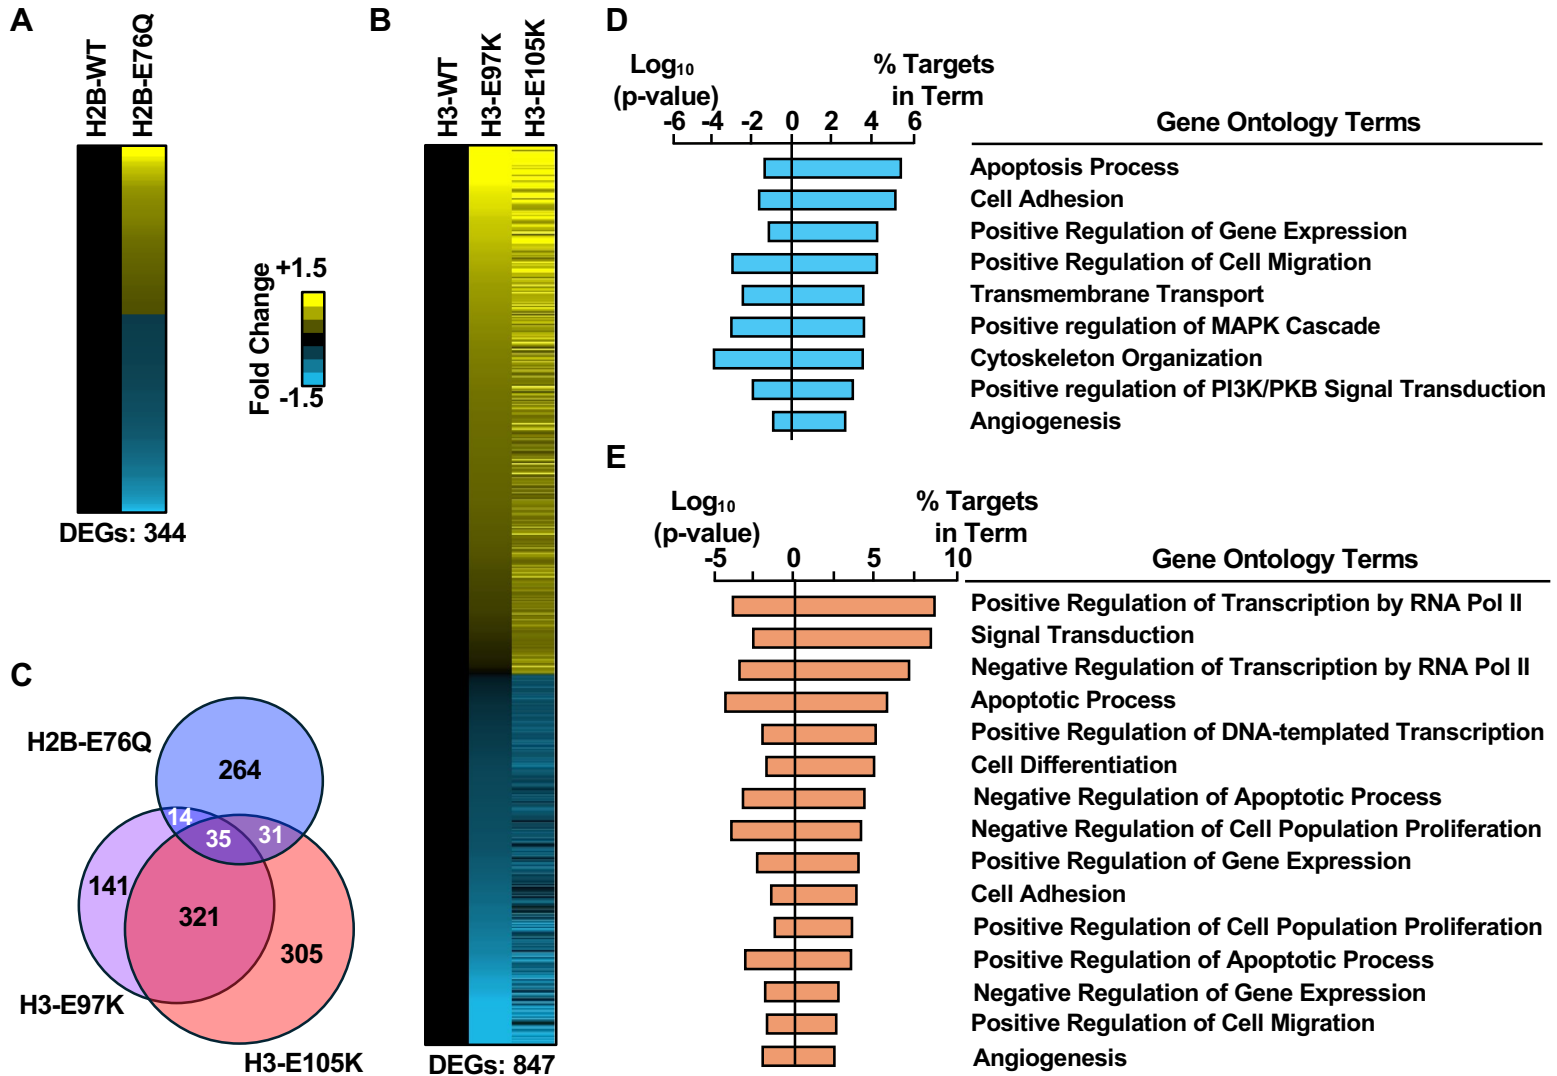 A
H2B-WT
H2B-E76Q
Fold Change
+1.5
-1.5
DEGs: 344
B
H3-WT
H3-E97K
H3-E105K
DEGs: 847
C
H2B-E76Q
264
14
35
31
141
321
305
H3-E97K
H3-E105K
D
Log10
(p-value)
% Targets
in Term
-6 -4 -2 0 2 4 6
Gene Ontology Terms
Apoptosis Process
Cell Adhesion
Positive Regulation of Gene Expression
Positive Regulation of Cell Migration
Transmembrane Transport
Positive regulation of MAPK Cascade
Cytoskeleton Organization
Positive regulation of PI3K/PKB Signal Transduction
Angiogenesis
E
Log10
(p-value)
% Targets
in Term
-5 0 5 10
Gene Ontology Terms
Positive Regulation of Transcription by RNA Pol II
Signal Transduction
Negative Regulation of Transcription by RNA Pol II
Apoptotic Process
Positive Regulation of DNA-templated Transcription
Cell Differentiation
Negative Regulation of Apoptotic Process
Negative Regulation of Cell Population Proliferation
Positive Regulation of Gene Expression
Cell Adhesion
Positive Regulation of Cell Population Proliferation
Positive Regulation of Apoptotic Process
Negative Regulation of Gene Expression
Positive Regulation of Cell Migration
Angiogenesis